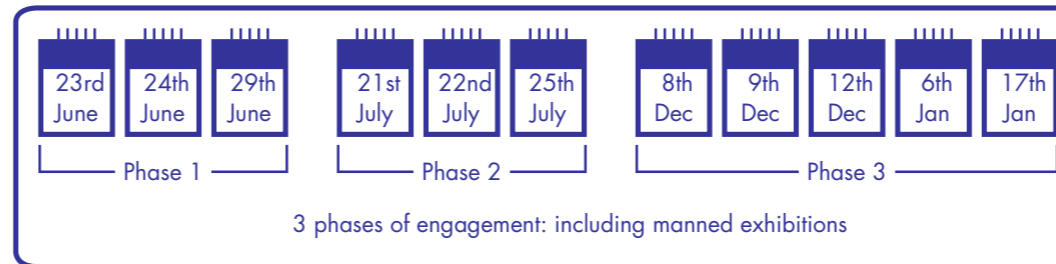 23rd June
24th June
29th June
21st July
22nd July
25th July
8th Dec
9th Dec
12th Dec
6th Jan
17th Jan
Phase 1
Phase 2
Phase 3
3 phases of engagement: including manned exhibitions